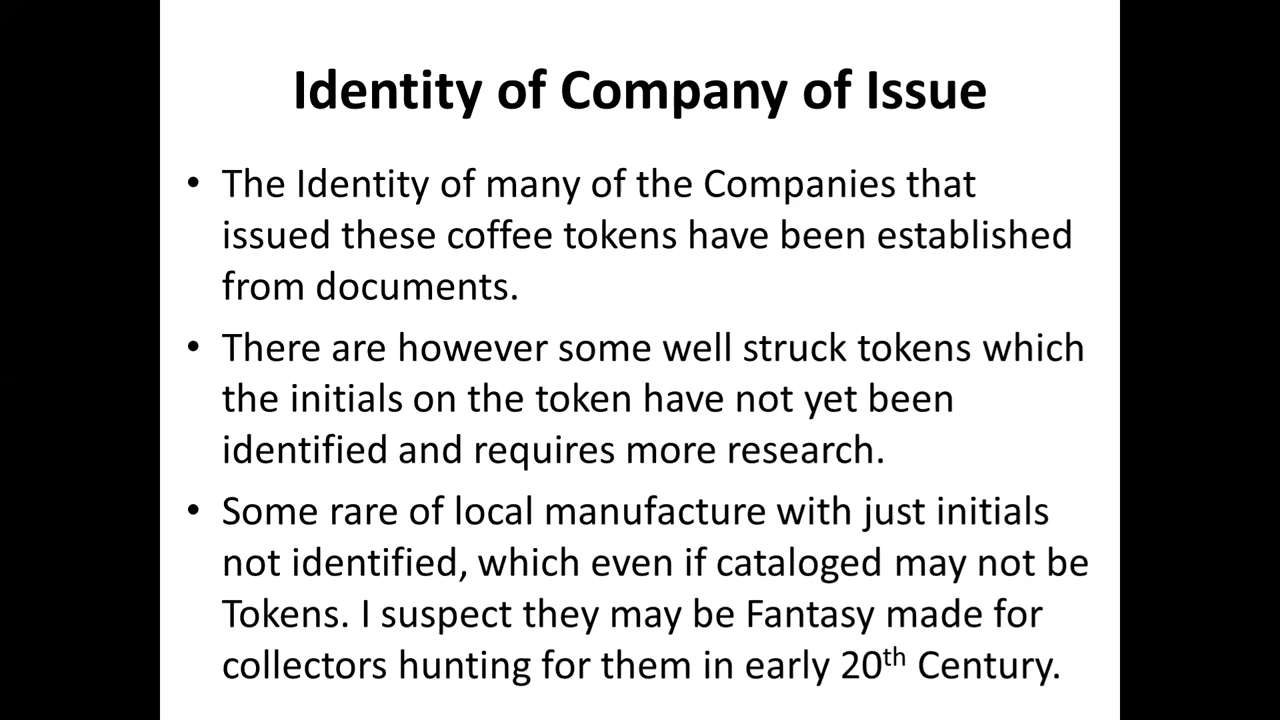 Identity of Company of Issue
• The Identity of many of the Companies that
issued these coffee tokens have been established
from documents.
• There are however some well struck tokens which
the initials on the token have not yet been
identified and requires more research.
• Some rare of local manufacture with just initials
not identified, which even if cataloged may not be
Tokens. I suspect they may be Fantasy made for
collectors hunting for them in early 20th Century.